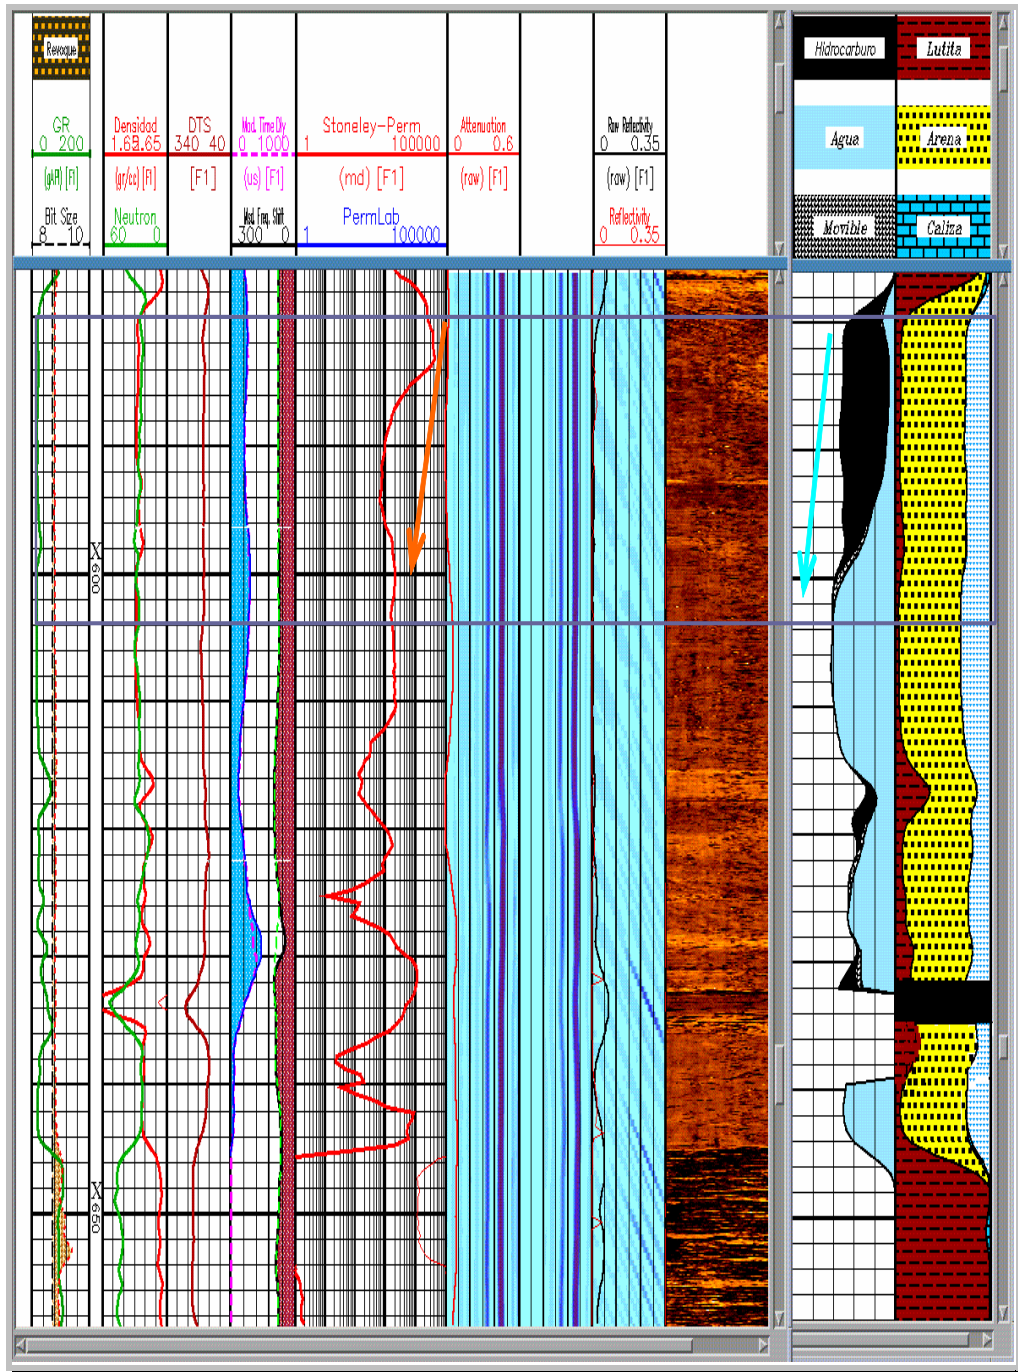 Revoque
GR
0 200
(gAPI) [F1]
Bit Size
8 10
Densidad
1.65 2.65
(gr/cc) [F1]
Neutron
60 0
DTS
340 40
[F1]
Mod. Time Dly
0 1000
(us) [F1]
Mod. Freq. Shift
300 0
Stoneley-Perm
1 100000
(md) [F1]
PermLab
1 100000
Attenuation
0 0.6
(raw) [F1]
Raw Reflectivity
0 0.35
(raw) [F1]
Reflectivity
0 0.35
Hidrocarburo
Lutita
Agua
Arena
Movible
Caliza
X600
X650